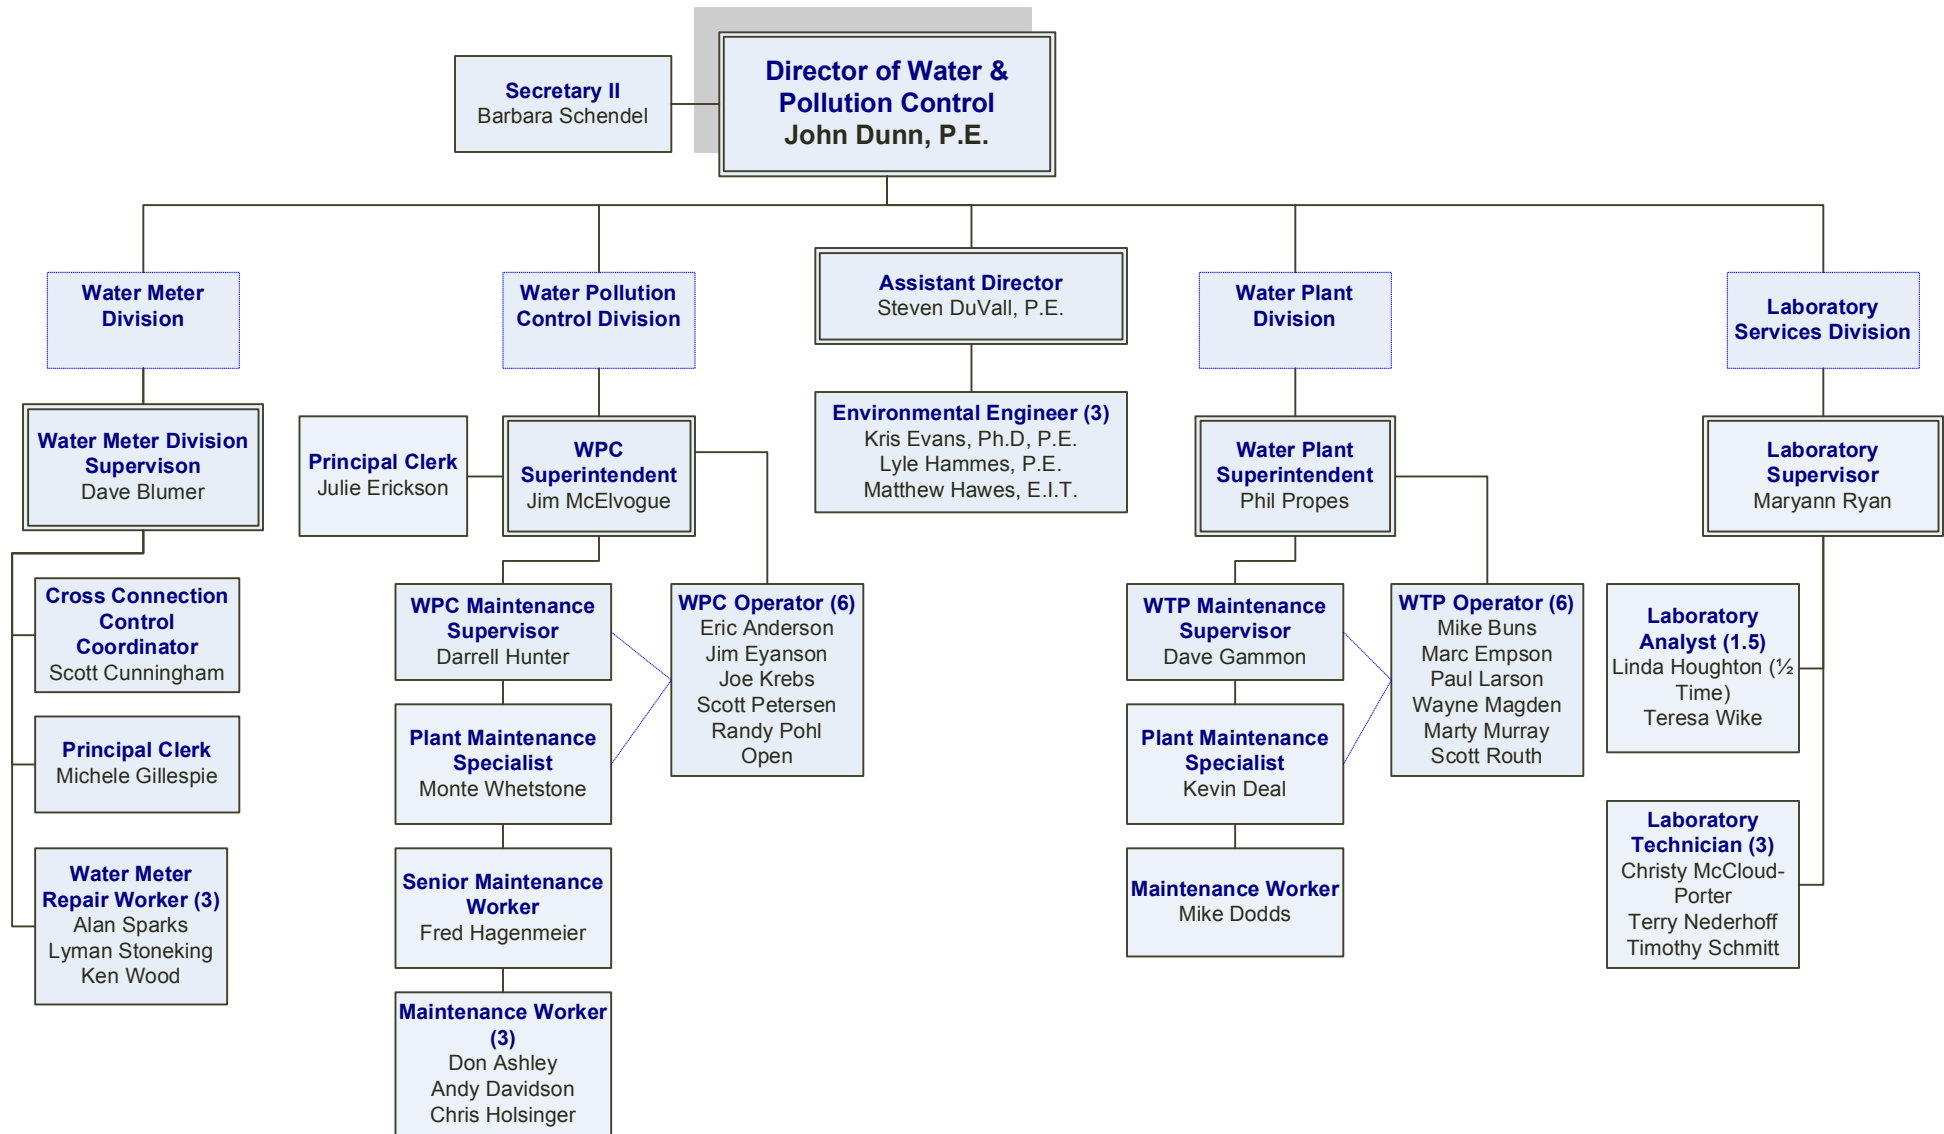 Director of Water &
Pollution Control
John Dunn, P.E.
Secretary II
Barbara Schendel
Water Meter
Division
Water Meter Division
Supervison
Dave Blumer
Cross Connection
Control
Coordinator
Scott Cunningham
Principal Clerk
Michele Gillespie
Water Meter
Repair Worker (3)
Alan Sparks
Lyman Stoneking
Ken Wood
Water Pollution
Control Division
Principal Clerk
Julie Erickson
WPC
Superintendent
Jim McElvogue
WPC Maintenance
Supervisor
Darrell Hunter
Plant Maintenance
Specialist
Monte Whetstone
Senior Maintenance
Worker
Fred Hagenmeier
Maintenance Worker
(3)
Don Ashley
Andy Davidson
Chris Holsinger
WPC Operator (6)
Eric Anderson
Jim Eyanson
Joe Krebs
Scott Petersen
Randy Pohl
Open
Assistant Director
Steven DuVall, P.E.
Environmental Engineer (3)
Kris Evans, Ph.D, P.E.
Lyle Hammes, P.E.
Matthew Hawes, E.I.T.
Water Plant
Division
Water Plant
Superintendent
Phil Propes
WTP Maintenance
Supervisor
Dave Gammon
Plant Maintenance
Specialist
Kevin Deal
Maintenance Worker
Mike Dodds
WTP Operator (6)
Mike Buns
Marc Empson
Paul Larson
Wayne Magden
Marty Murray
Scott Routh
Laboratory
Services Division
Laboratory
Supervisor
Maryann Ryan
Laboratory
Analyst (1.5)
Linda Houghton (½
Time)
Teresa Wike
Laboratory
Technician (3)
Christy McCloud-
Porter
Terry Nederhoff
Timothy Schmitt